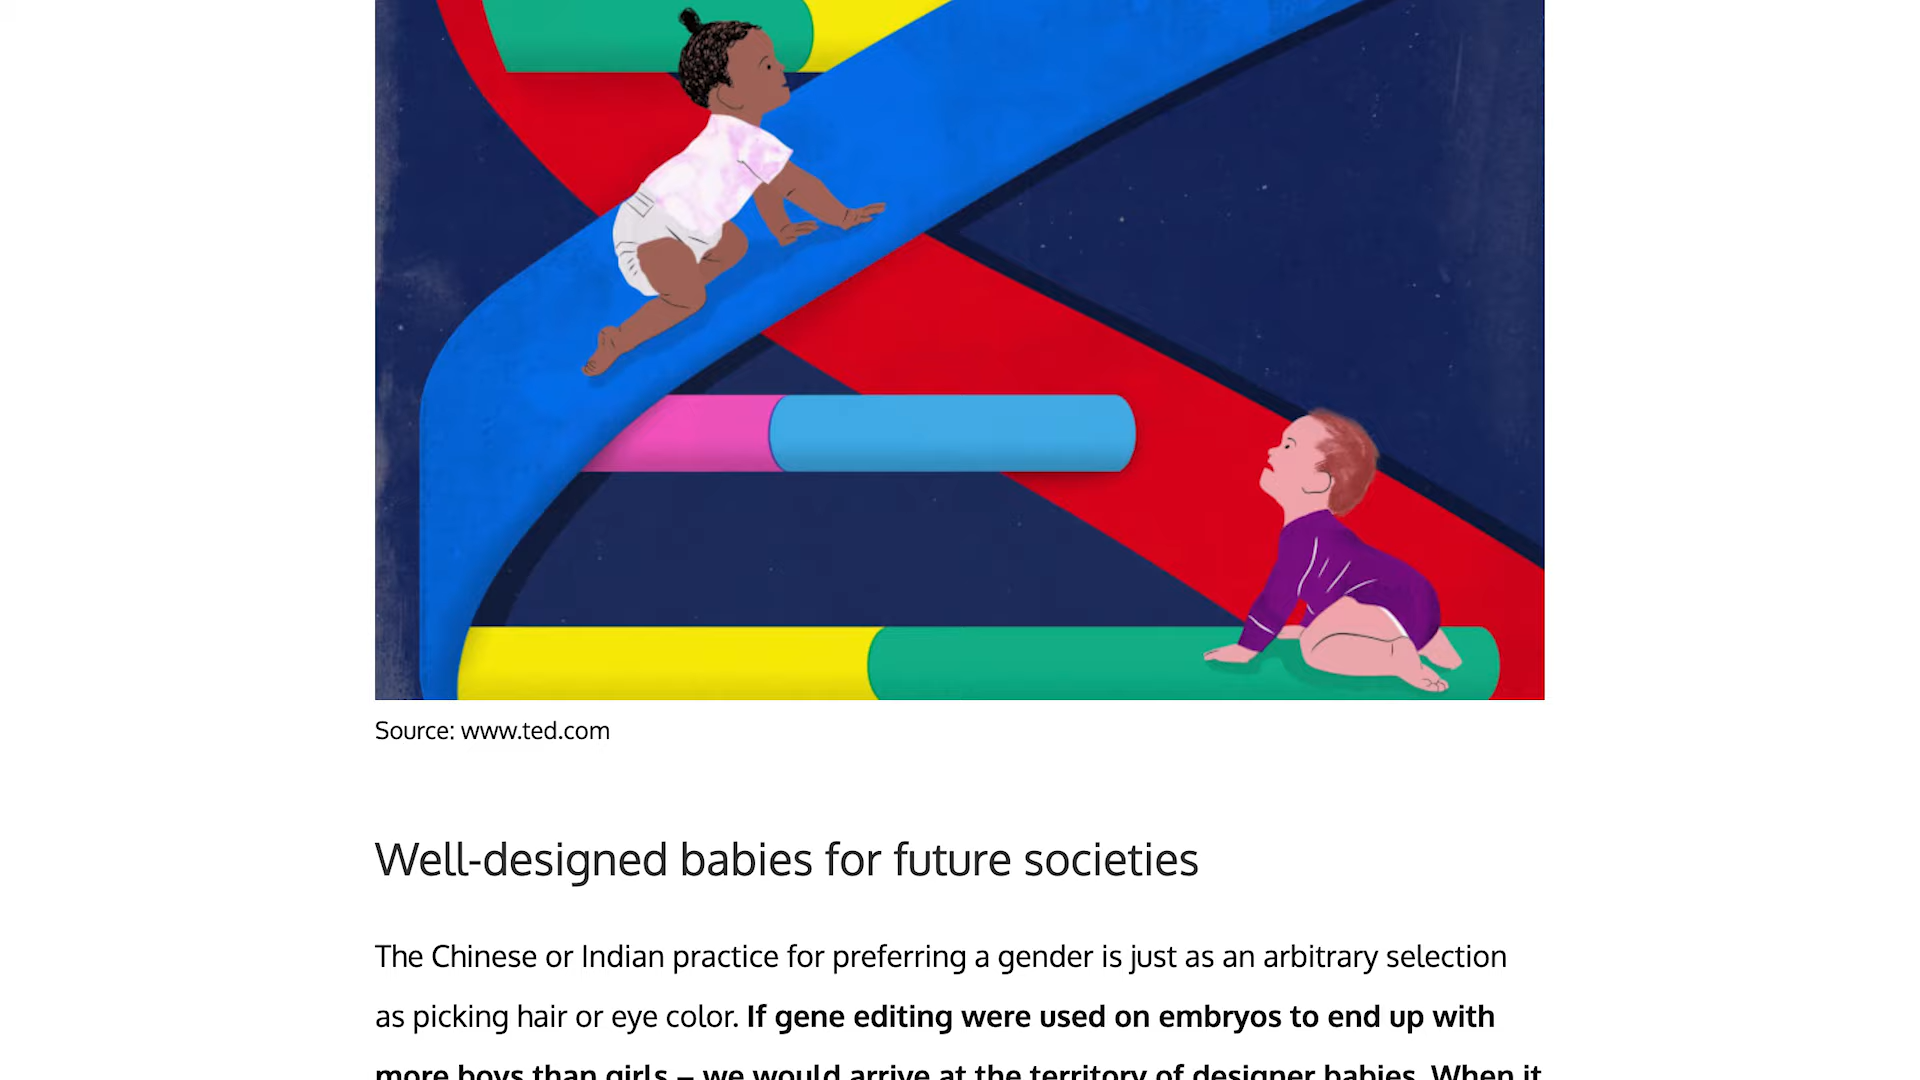 Source: www.ted.com
Well-designed babies for future societies
The Chinese or Indian practice for preferring a gender is just as an arbitrary selection
as picking hair or eye color. If gene editing were used on embryos to end up with
more boys than girls – we would arrive at the territory of designer babies. When it